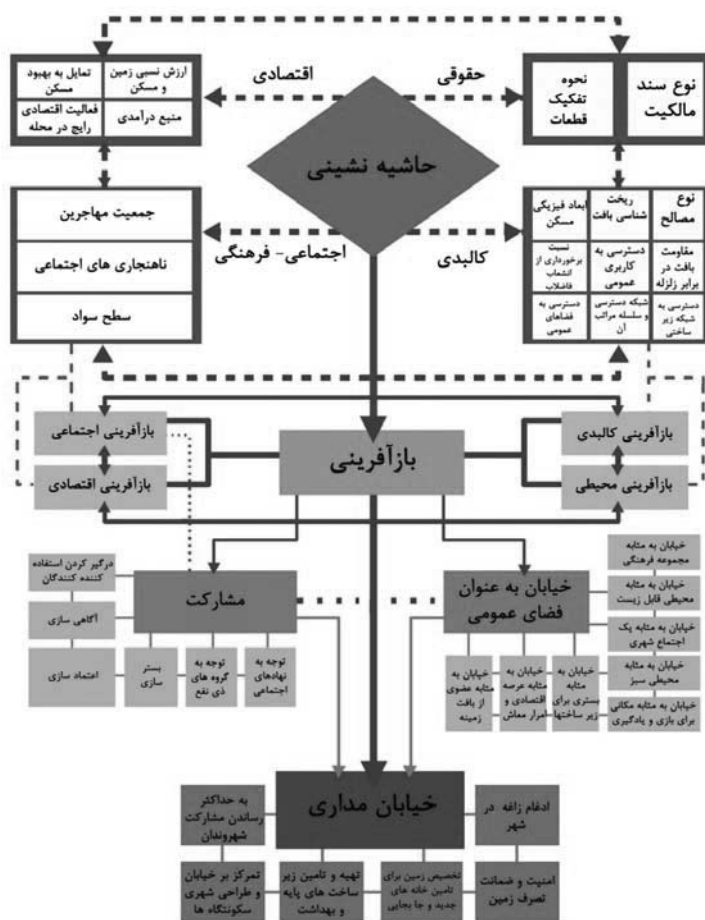 تمایل به بهبود
مسکن
ارزش نسبی زمین
و مسکن
فعالیت اقتصادی
رایج در محله
منبع درآمدی
اقتصادی
حقوقی
نحوه
تفکیک
قطعات
نوع سند
مالکیت
حاشیه نشینی
جمعیت مهاجرین
ناهنجاری های اجتماعی
سطح سواد
اجتماعی- فرهنگی
کالبدی
ابعاد فیزیکی
مسکن
ریخت
شناسی بافت
نوع
مصالح
نسبت
برخورداری از
انشعاب
فاضلاب
دسترسی به
کاربری
عمومی
مقاومت
بافت در
برابر زلزله
دسترسی به
فضاهای
عمومی
شبکه دسترسی
و سلسله مراتب
آن
دسترسی به
شبکه زیر
ساختی
بازآفرینی اجتماعی
بازآفرینی اقتصادی
بازآفرینی
بازآفرینی کالبدی
بازآفرینی محیطی
درگیر کردن استفاده
کننده کنندگان
آگاهی سازی
اعتماد سازی
مشارکت
بستر
سازی
توجه به
گروه های
ذی نفع
توجه به
نهادهای
اجتماعی
خیابان به عنوان
فضای عمومی
خیابان به مثابه
مجموعه فرهنگی
خیابان به مثابه
محیطی قابل زیست
خیابان به مثابه یک
اجتماع شهری
خیابان به مثابه
محیطی سبز
خیابان به مثابه مکانی
برای بازی و یادگیری
خیابان به
مثابه عضوی
از بافت
زمینه
خیابان به
مثابه عرصه
اقتصادی و
امرار معاش
خیابان به
مثابه
بستری برای
زیر ساختها
خیابان مداری
به حداکثر
رساندن مشارکت
شهروندان
ادغام زاغه در
شهر
تمرکز بر خیابان
و طراحی شهری
سکونتگاه ها
تهیه و تامین زیر
ساخت های پایه
و بهداشت
تخصیص زمین برای
تامین خانه های
جدید و جا بجایی
امنیت و ضمانت
تصرف زمین